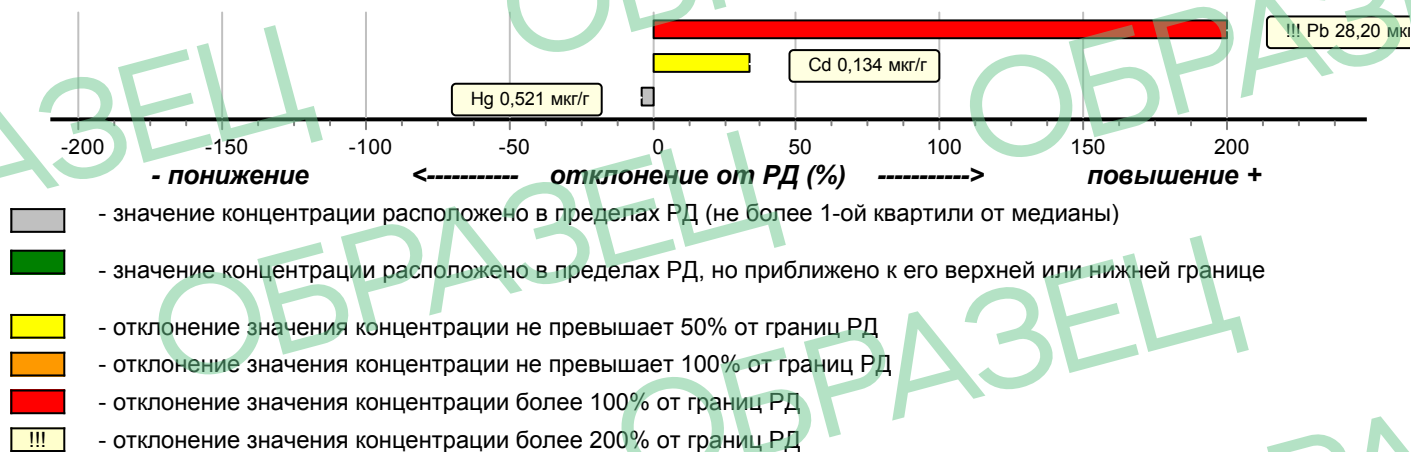 !!! Pb 28,20 мкг
Cd 0,134 мкг/г
Hg 0,521 мкг/г
-200 -150 -100 -50 0 50 100 150 200
- понижение <----------- отклонение от РД (%) -----------> повышение +
- значение концентрации расположено в пределах РД (не более 1-ой квартили от медианы)
- значение концентрации расположено в пределах РД, но приближено к его верхней или нижней границе
- отклонение значения концентрации не превышает 50% от границ РД
- отклонение значения концентрации не превышает 100% от границ РД
- отклонение значения концентрации более 100% от границ РД
!!! - отклонение значения концентрации более 200% от границ РД
ОБРАЗЕЦ
ОБРАЗЕЦ
ОБРАЗЕЦ